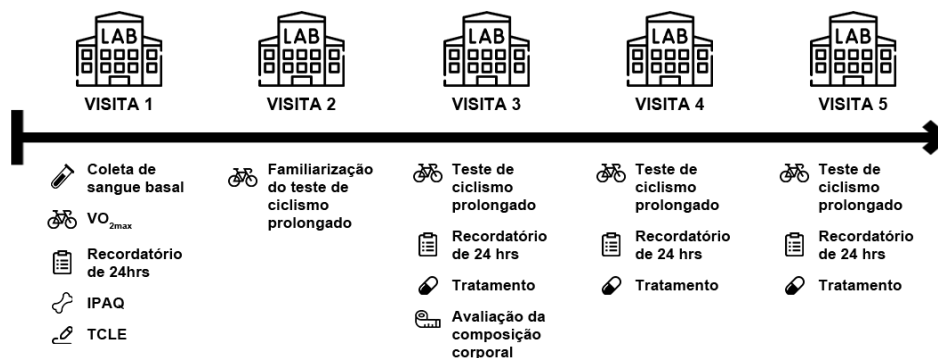 LAB
VISITA 1
Coleta de
sangue basal
VO2max
Recordatório
de 24hrs
IPAQ
TCLE
LAB
VISITA 2
Familiarização
do teste de
ciclismo
prolongado
LAB
VISITA 3
Teste de
ciclismo
prolongado
Recordatório
de 24 hrs
Tratamento
Avaliação da
composição
corporal
LAB
VISITA 4
Teste de
ciclismo
prolongado
Recordatório
de 24 hrs
Tratamento
LAB
VISITA 5
Teste de
ciclismo
prolongado
Recordatório
de 24 hrs
Tratamento